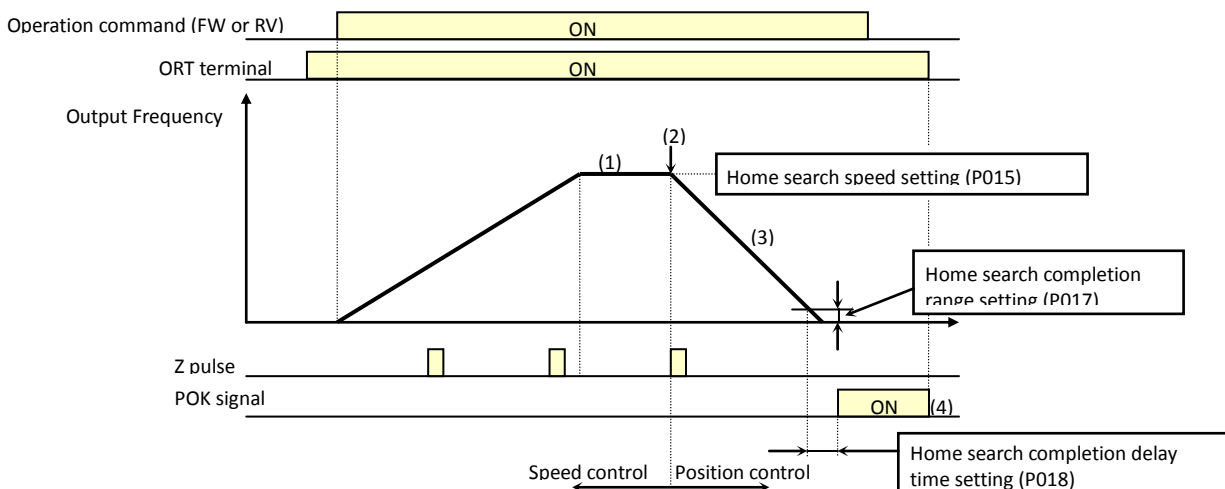 Operation command (FW or RV)
ON
ORT terminal
ON
Output Frequency
(1)
(2)
Home search speed setting (P015)
(3)
Home search completion
range setting (P017)
Z pulse
POK signal
ON
(4)
Speed control
Position control
Home search completion delay
time setting (P018)